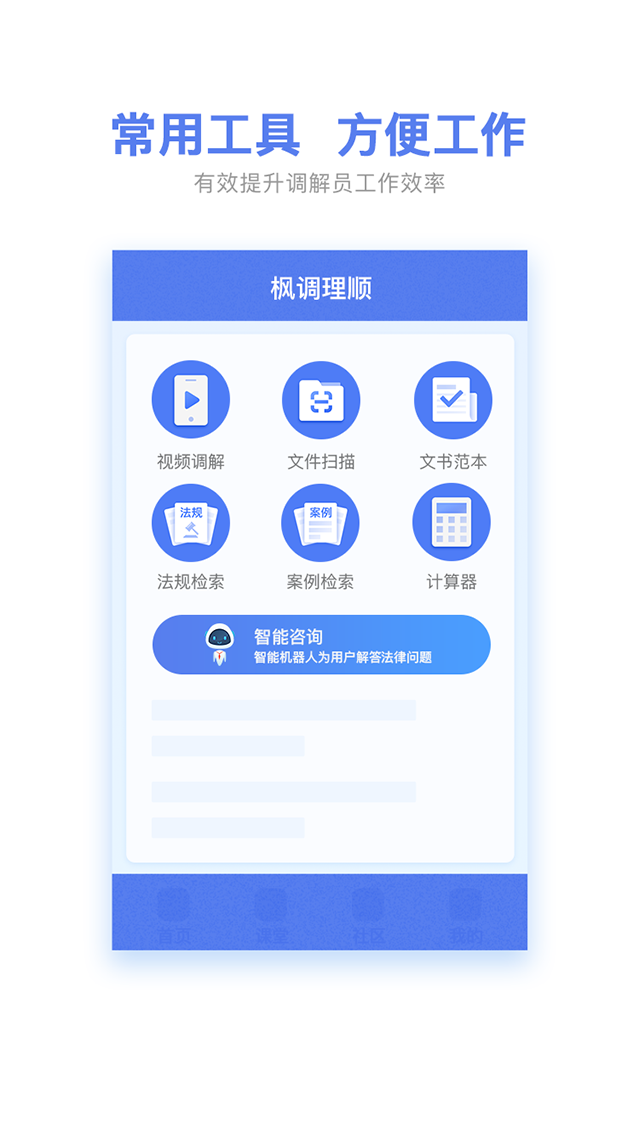 常用工具 方便工作
有效提升调解员工作效率
枫调理顺
视频调解 文件扫描 文书范本
法规 案例
法规检索 案例检索 计算器
智能咨询
智能机器人为用户解答法律问题
首页 课堂 社区 我的